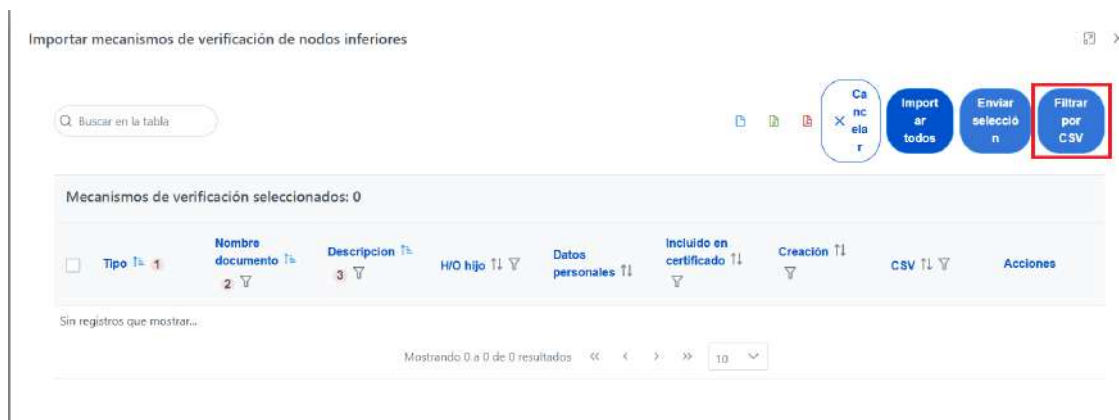 Importar mecanismos de verificación de nodos inferiores
Buscar en la tabla
Ca
nc
ela
r
Import
ar
todos
Enviar
selecció
n
Filtrar
por
CSV
Mecanismos de verificación seleccionados: 0
Tipo 1
Nombre
documento
2
Descripcion
3
H/O hijo
Datos
personales
Incluido en
certificado
Creación
CSV
Acciones
Sin registros que mostrar...
Mostrando 0 a 0 de 0 resultados « < > » 10